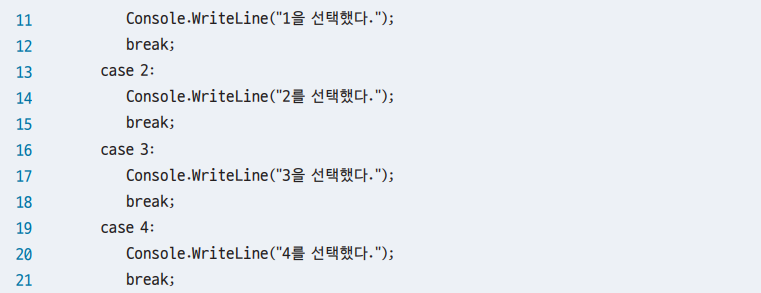 11 Console.WriteLine("1을 선택했다.");
12 break;
13 case 2:
14 Console.WriteLine("2를 선택했다.");
15 break;
16 case 3:
17 Console.WriteLine("3을 선택했다.");
18 break;
19 case 4:
20 Console.WriteLine("4를 선택했다.");
21 break;